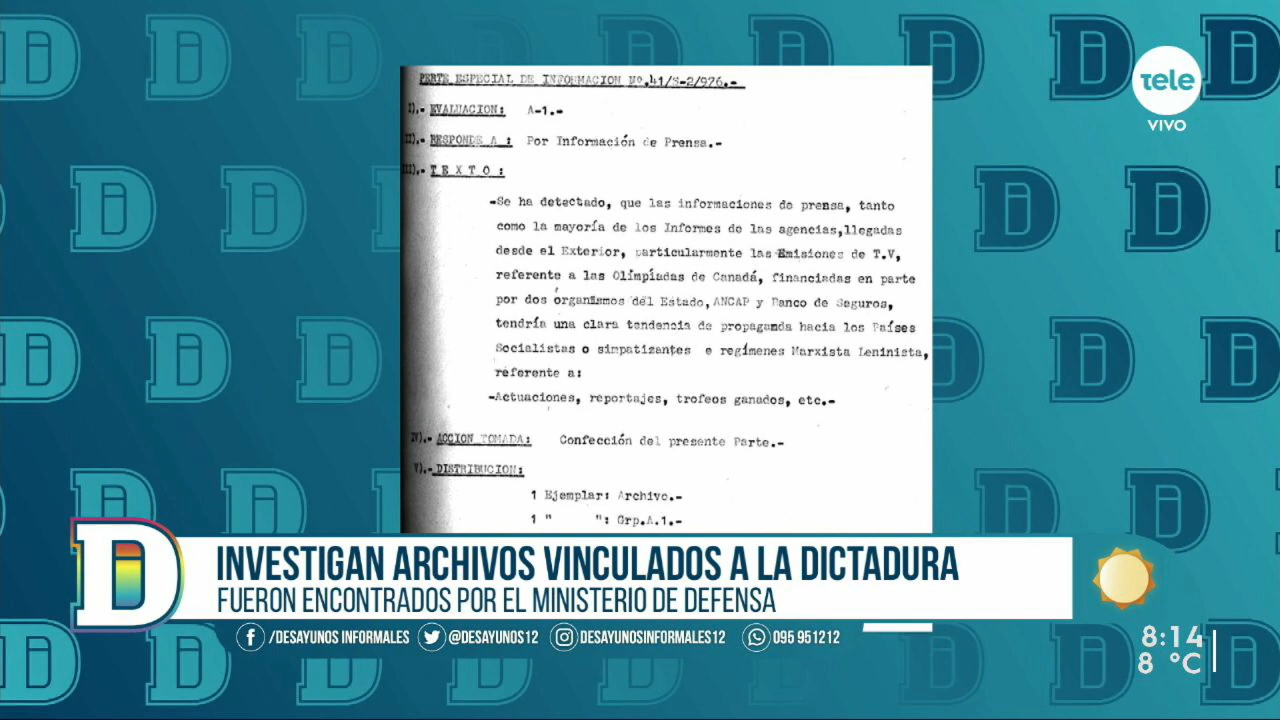 PERTE ESPECIAL DE INFORMACION Nº.41/S-2/976.-
I).- EVALUACION: A-1.-
II).- RESPONDE A : Por Información de Prensa.-
III).- T E X T O :
-Se ha detectado, que las informaciones de prensa, tanto
como la mayoría de los Informes de las agencias,llegadas
desde el Exterior, particularmente las Emisiones de T.V,
referente a las Olímpíadas de Canadá, financiadas en parte
por dos organismos del Estado, ANCAP y Banco de Seguros,
tendría una clara tendencia de propaganda hacia los Países
Socialistas o simpatizantes e regímenes Marxista Leninista,
referente a:
-Actuaciones, reportajes, trofeos ganados, etc.-
IV).- ACCION TOMADA: Confección del presente Parte.-
V).- DISTRIBUCION:
1 Ejemplar: Archivo.-
1 " ": Grp.A.1.-
tele
VIVO
D
INVESTIGAN ARCHIVOS VINCULADOS A LA DICTADURA
FUERON ENCONTRADOS POR EL MINISTERIO DE DEFENSA
/DESAYUNOS INFORMALES @DESAYUNOS12 DESAYUNOSINFORMALES12 095 951212
8:14
8 °C